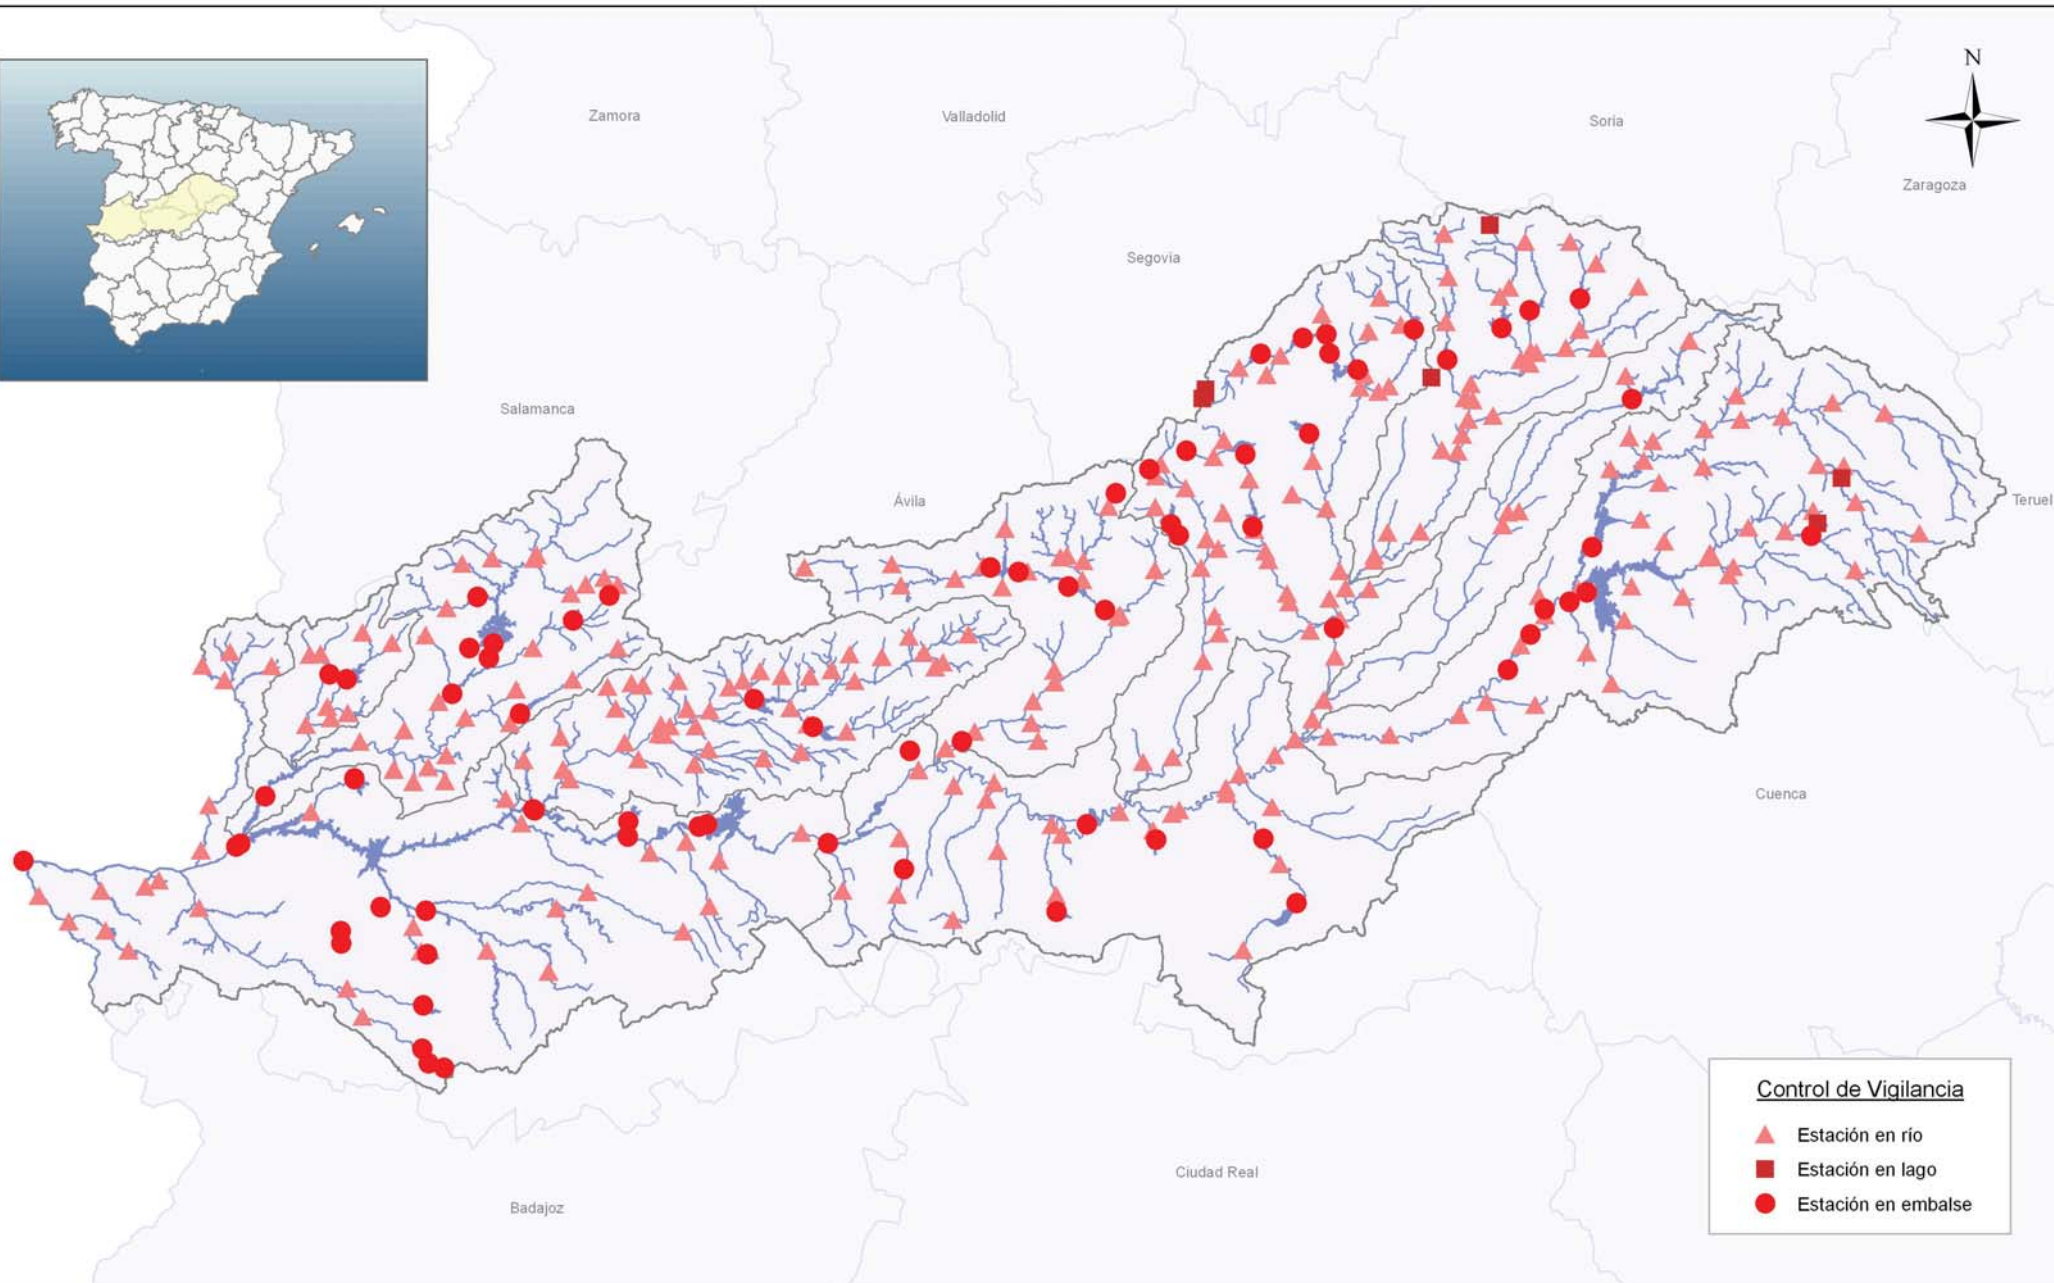 N
Zamora
Valladolid
Soria
Zaragoza
Segovia
Salamanca
Ávila
Teruel
Cuenca
Control de Vigilancia
Estación en río
Estación en lago
Estación en embalse
Ciudad Real
Badajoz